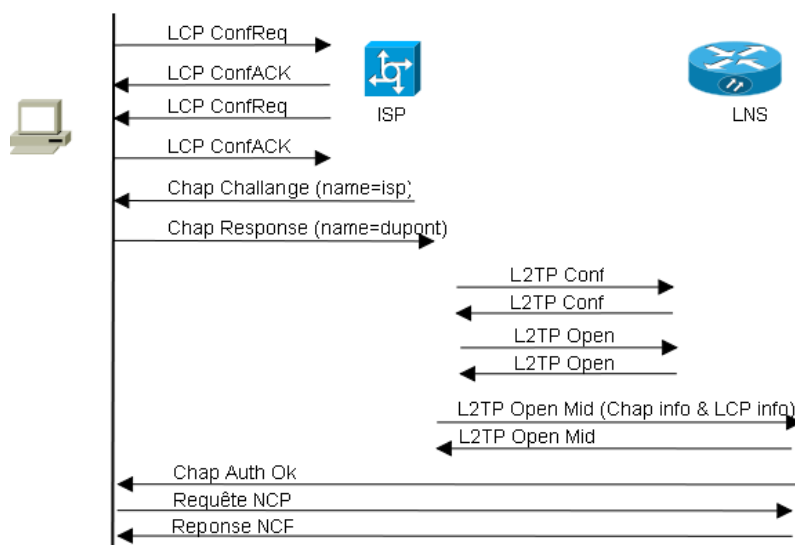 LCP ConfReq
LCP ConfACK
LCP ConfReq
ISP
LNS
LCP ConfACK
Chap Challange (name=isp)
Chap Response (name=dupont)
L2TP Conf
L2TP Conf
L2TP Open
L2TP Open
L2TP Open Mid (Chap info & LCP info)
L2TP Open Mid
Chap Auth Ok
Requête NCP
Reponse NCF